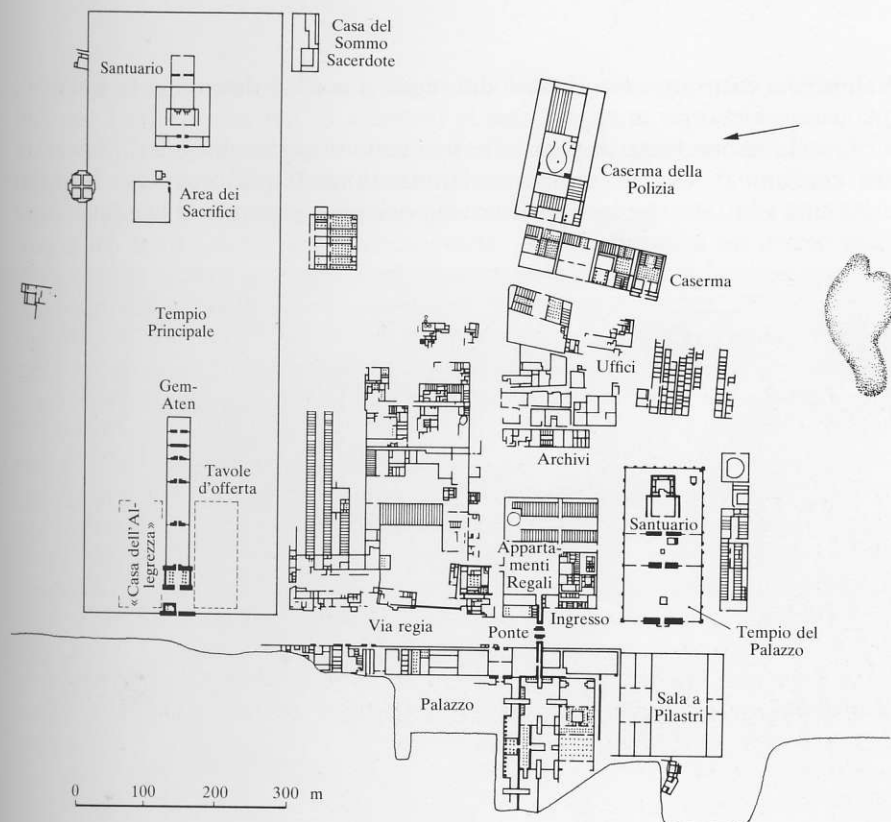 Casa del
Sommo
Sacerdote
Santuario
Caserma della
Polizia
Area dei
Sacrifici
Caserma
Tempio
Principale
Uffici
Gem-
Aten
Archivi
Tavole
d'offerta
«Casa dell'Al-
legrezza»
Santuario
Apparta-
menti
Regali
Ingresso
Via regia
Ponte
Tempio del
Palazzo
Palazzo
Sala a
Pilastri
0 100 200 300 m